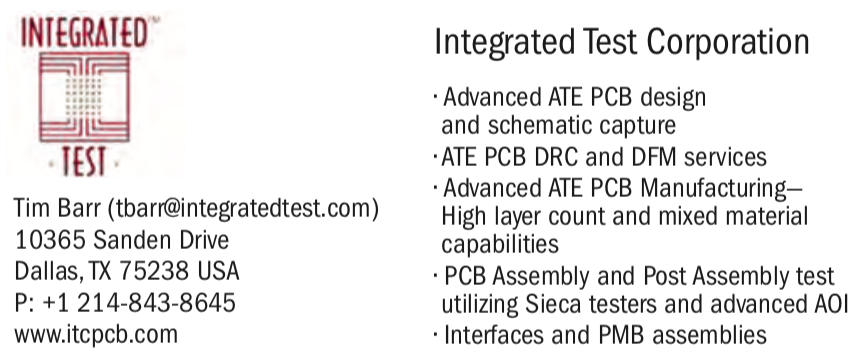 INTEGRATED™
· TEST ·
Tim Barr (tbarr@integratedtest.com)
10365 Sanden Drive
Dallas, TX 75238 USA
P: +1 214-843-8645
www.itcpcb.com
Integrated Test Corporation
· Advanced ATE PCB design
and schematic capture
· ATE PCB DRC and DFM services
· Advanced ATE PCB Manufacturing—
High layer count and mixed material
capabilities
· PCB Assembly and Post Assembly test
utilizing Sieca testers and advanced AOI
· Interfaces and PMB assemblies